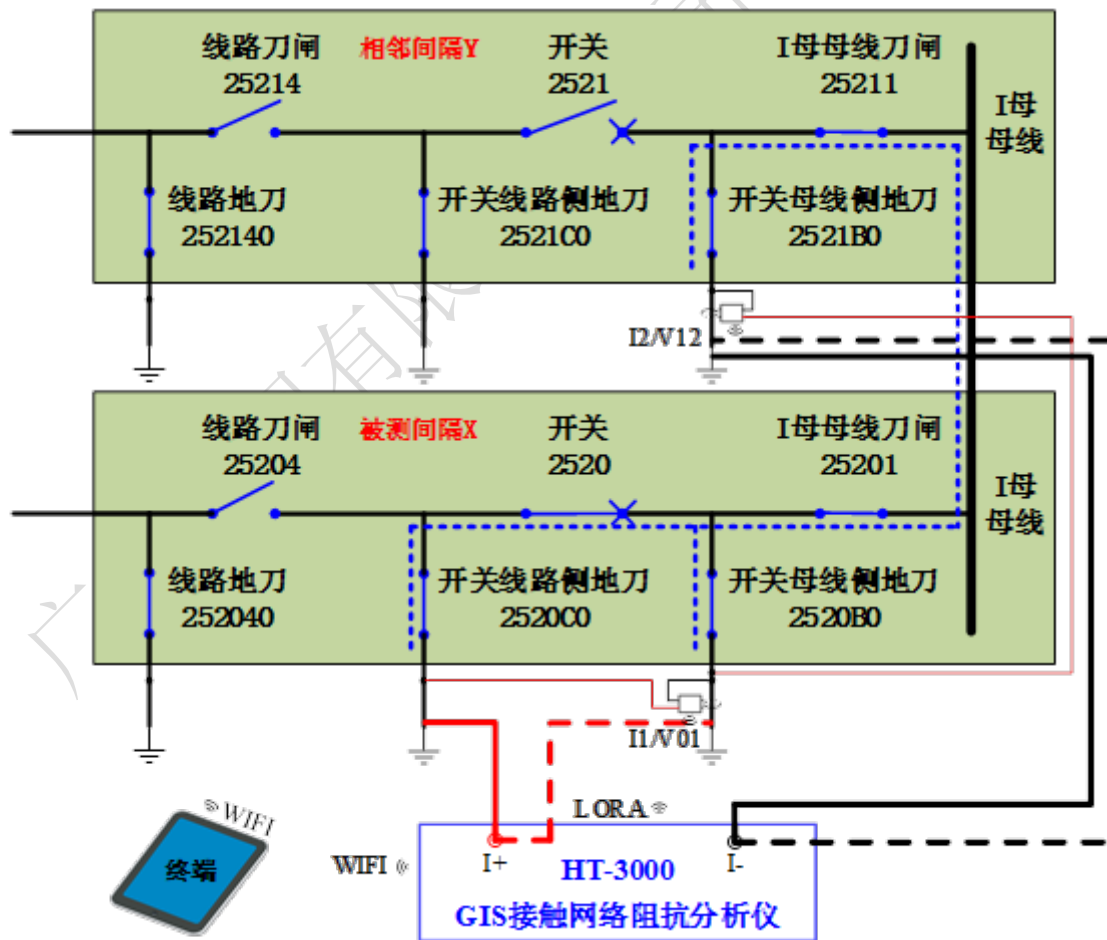 线路刀闸
25214
相邻间隔Y
开关
2521
I母母线刀闸
25211
I母
母线
线路地刀
252140
开关线路侧地刀
2521C0
开关母线侧地刀
2521B0
I2/V12
线路刀闸
25204
被测间隔X
开关
2520
I母母线刀闸
25201
I母
母线
线路地刀
252040
开关线路侧地刀
2520C0
开关母线侧地刀
2520B0
I1/V01
LORA
WIFI
终端
WIFI
I+
HT-3000
I-
GIS接触网络阻抗分析仪
广
有限
司